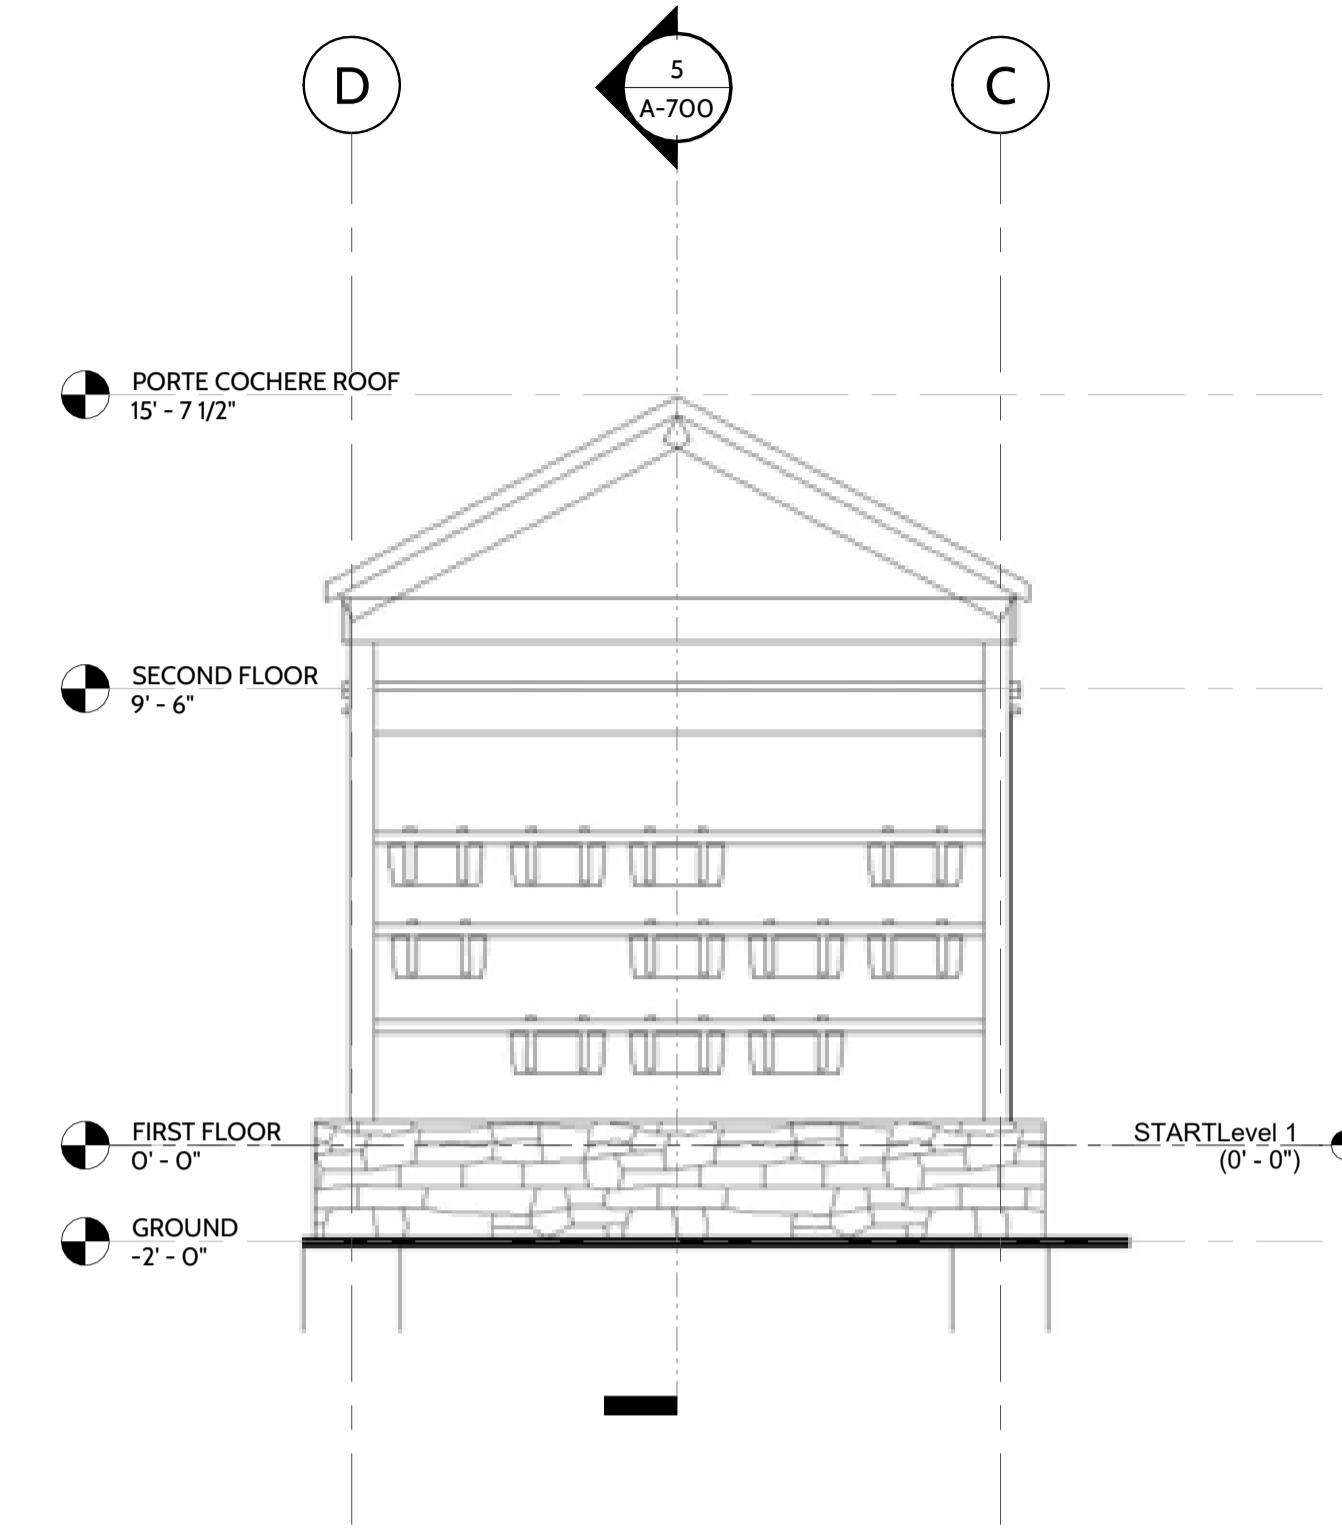 D
5
A-700
C
PORTE COCHERE ROOF
15' - 7 1/2"
SECOND FLOOR
9' - 6"
FIRST FLOOR
0' - 0"
STARTLevel 1
(0' - 0")
GROUND
-2' - 0"